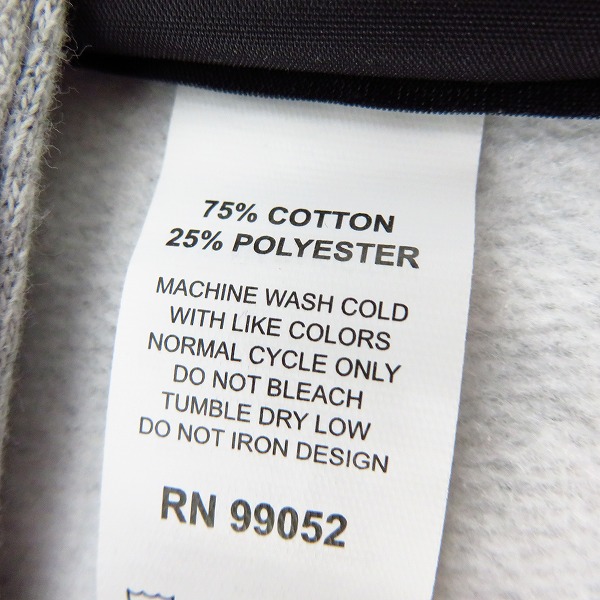 75% COTTON
25% POLYESTER
MACHINE WASH COLD
WITH LIKE COLORS
NORMAL CYCLE ONLY
DO NOT BLEACH
TUMBLE DRY LOW
DO NOT IRON DESIGN
RN 99052